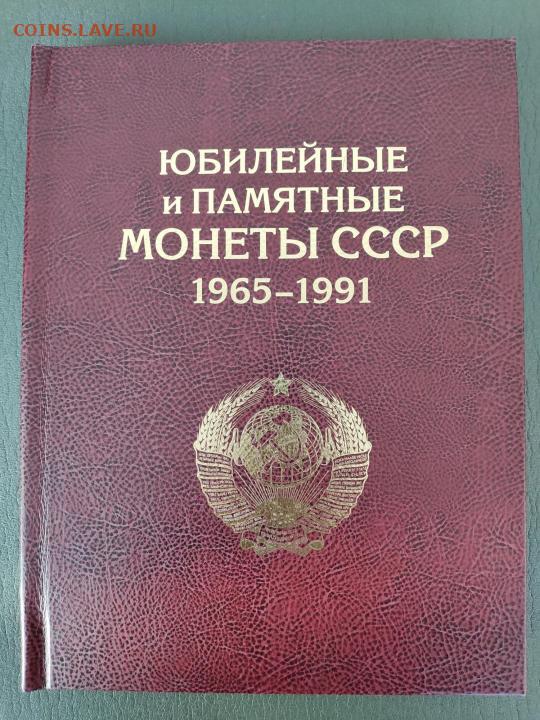 COINS.LAVE.RU
ЮБИЛЕЙНЫЕ
и ПАМЯТНЫЕ
МОНЕТЫ СССР
1965–1991